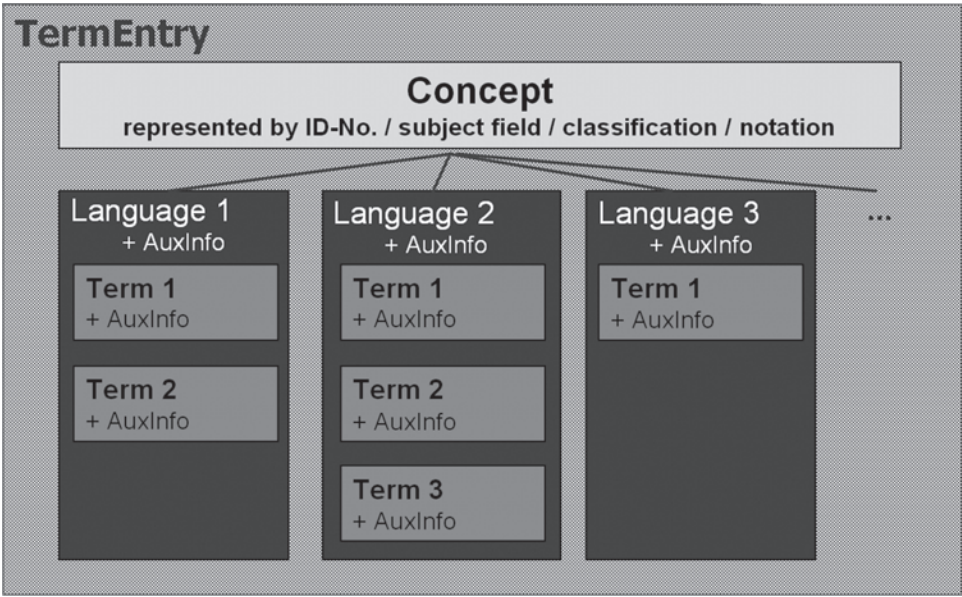 TermEntry
Concept
represented by ID-No. / subject field / classification / notation
Language 1
+ AuxInfo
Term 1
+ AuxInfo
Term 2
+ AuxInfo
Language 2
+ AuxInfo
Term 1
+ AuxInfo
Term 2
+ AuxInfo
Term 3
+ AuxInfo
Language 3
+ AuxInfo
Term 1
+ AuxInfo
...